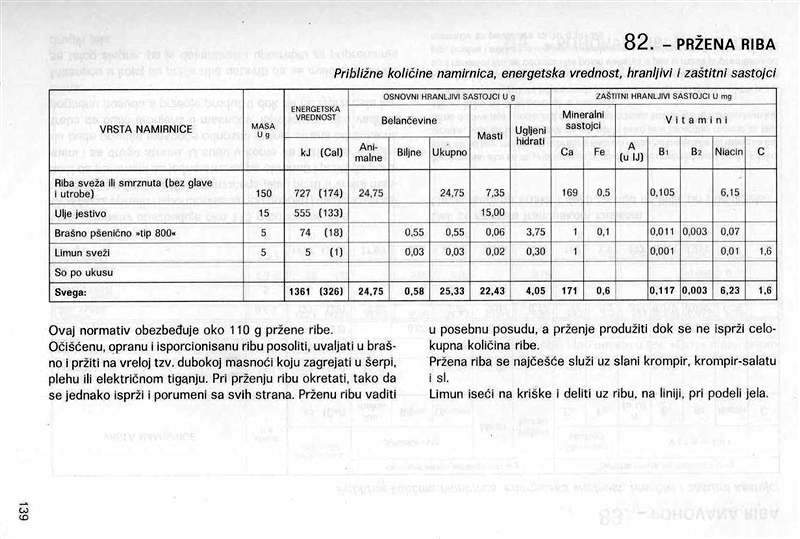 82. – PRŽENA RIBA
Približne količine namirnica, energetska vrednost, hranljivi i zaštitni sastojci
VRSTA NAMIRNICE MASA U g ENERGETSKA VREDNOST kJ (Cal) OSNOVNI HRANLJIVI SASTOJCI U g ZAŠTITNI HRANLJIVI SASTOJCI U mg
Belančevine Masti Ugljeni hidrati Mineralni sastojci Vitamini
Animalne Biljne Ukupno Ca Fe A (u IJ) B1 B2 Niacin C
Riba sveža ili smrznuta (bez glave
i utrobe) 150 727 (174) 24,75 24,75 7,35 169 0,5 0,105 6,15
Ulje jestivo 15 555 (133) 15,00
Brašno pšenično »tip 800« 5 74 (18) 0,55 0,55 0,06 3,75 1 0,1 0,011 0,003 0,07
Limun sveži 5 5 (1) 0,03 0,03 0,02 0,30 1 0,001 0,01 1,6
So po ukusu
Svega: 1361 (326) 24,75 0,58 25,33 22,43 4,05 171 0,6 0,117 0,003 6,23 1,6
Ovaj normativ obezbeđuje oko 110 g pržene ribe.
Očišćenu, opranu i isporcionisanu ribu posoliti, uvaljati u braš-
no i pržiti na vreloj tzv. dubokoj masnoći koju zagrejati u šerpi,
plehu ili električnom tiganju. Pri prženju ribu okretati, tako da
se jednako isprži i porumeni sa svih strana. Prženu ribu vaditi
u posebnu posudu, a prženje produžiti dok se ne isprži celo-
kupna količina ribe.
Pržena riba se najčešće služi uz slani krompir, krompir-salatu
i sl.
Limun iseći na kriške i deliti uz ribu, na liniji, pri podeli jela.
139